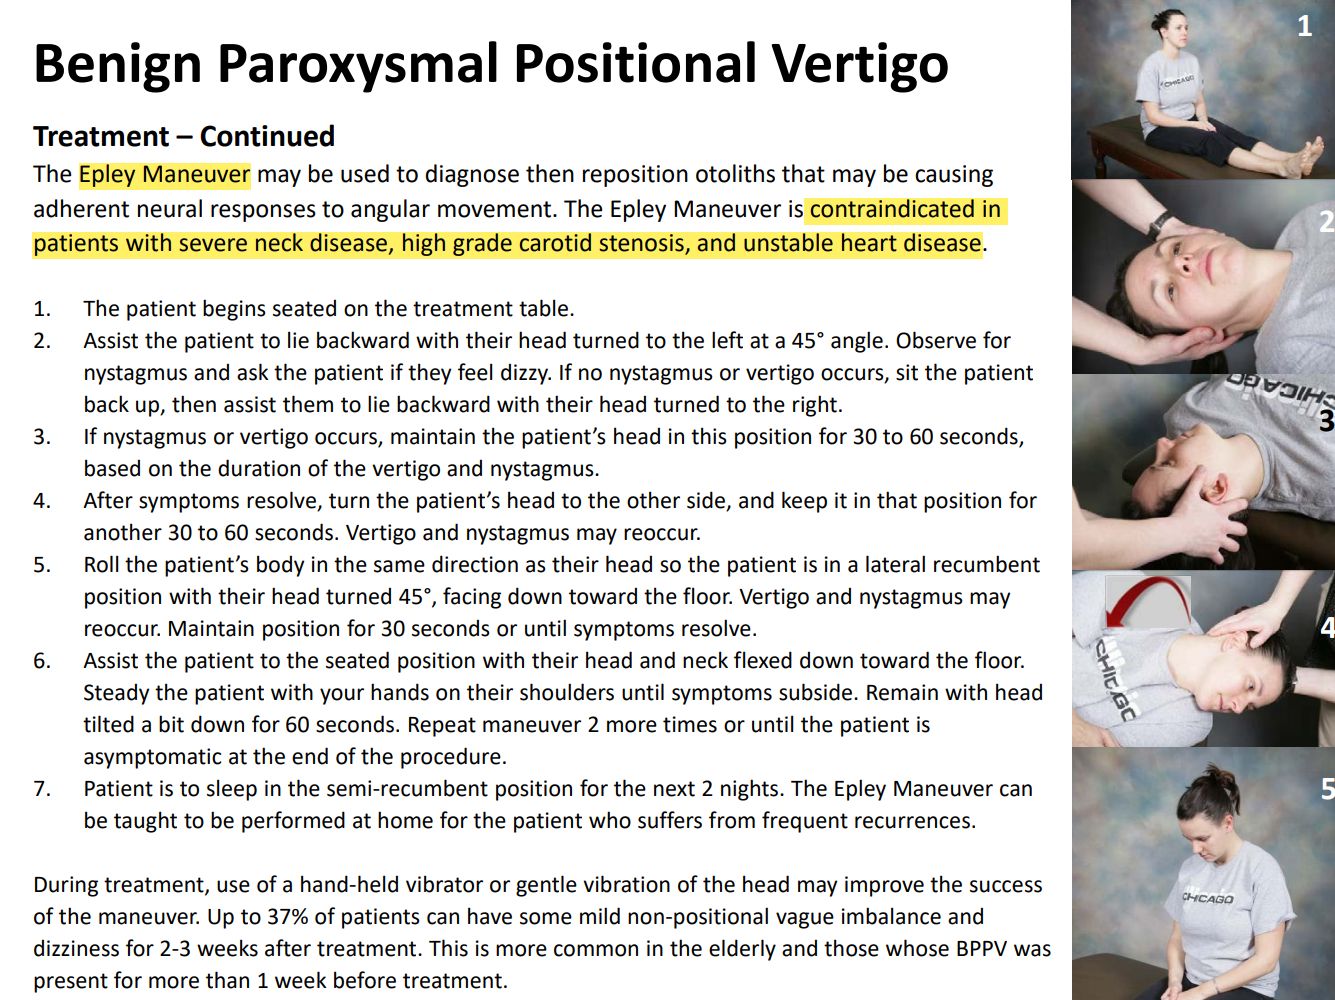 Benign Paroxysmal Positional Vertigo
Treatment – Continued
The Epley Maneuver may be used to diagnose then reposition otoliths that may be causing
adherent neural responses to angular movement. The Epley Maneuver is contraindicated in
patients with severe neck disease, high grade carotid stenosis, and unstable heart disease.
1. The patient begins seated on the treatment table.
2. Assist the patient to lie backward with their head turned to the left at a 45° angle. Observe for
nystagmus and ask the patient if they feel dizzy. If no nystagmus or vertigo occurs, sit the patient
back up, then assist them to lie backward with their head turned to the right.
3. If nystagmus or vertigo occurs, maintain the patient’s head in this position for 30 to 60 seconds,
based on the duration of the vertigo and nystagmus.
4. After symptoms resolve, turn the patient’s head to the other side, and keep it in that position for
another 30 to 60 seconds. Vertigo and nystagmus may reoccur.
5. Roll the patient’s body in the same direction as their head so the patient is in a lateral recumbent
position with their head turned 45°, facing down toward the floor. Vertigo and nystagmus may
reoccur. Maintain position for 30 seconds or until symptoms resolve.
6. Assist the patient to the seated position with their head and neck flexed down toward the floor.
Steady the patient with your hands on their shoulders until symptoms subside. Remain with head
tilted a bit down for 60 seconds. Repeat maneuver 2 more times or until the patient is
asymptomatic at the end of the procedure.
7. Patient is to sleep in the semi-recumbent position for the next 2 nights. The Epley Maneuver can
be taught to be performed at home for the patient who suffers from frequent recurrences.
During treatment, use of a hand-held vibrator or gentle vibration of the head may improve the success
of the maneuver. Up to 37% of patients can have some mild non-positional vague imbalance and
dizziness for 2-3 weeks after treatment. This is more common in the elderly and those whose BPPV was
present for more than 1 week before treatment.
1
CHICAGO
2
CHICAGO
3
4
CHICAGO
5
CHICAGO